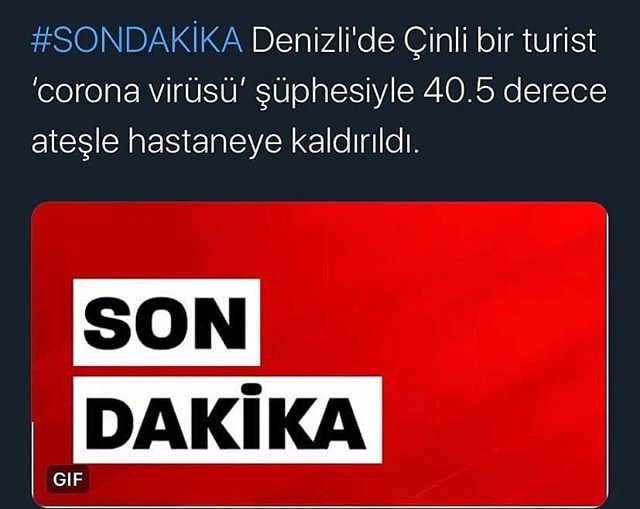 #SONDAKİKA Denizli'de Çinli bir turist
‘corona virüsü’ şüphesiyle 40.5 derece
ateşle hastaneye kaldırıldı.
SON
DAKİKA
GIF